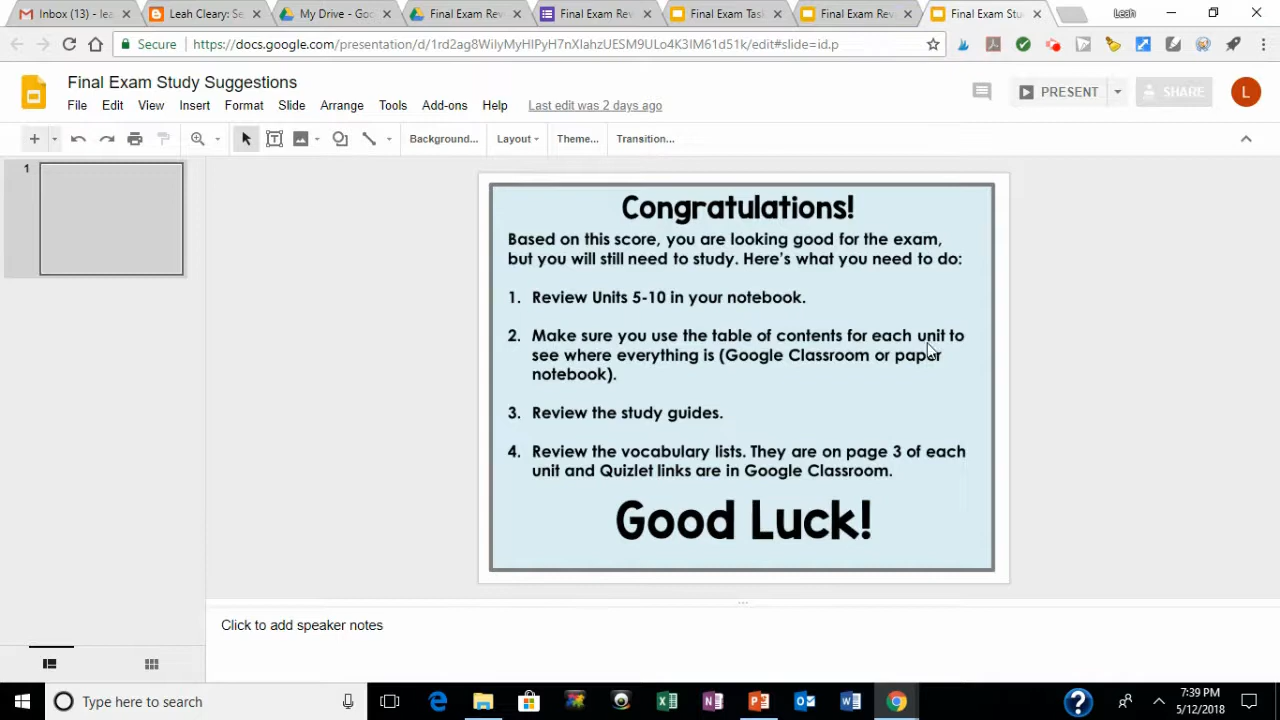 Inbox (13) - lea
Leah Cleary: Se
My Drive - Goo
Final Exam Rev
Final Exam Rev
Final Exam Task
Final Exam Rev
Final Exam Stu
Leah
Secure
https://docs.google.com/presentation/d/1rd2ag8WilyMyHIPyH7nXlahzUESM9ULo4K3IM61d51k/edit#slide=id.p
Final Exam Study Suggestions
File Edit View Insert Format Slide Arrange Tools Add-ons Help Last edit was 2 days ago
PRESENT
SHARE
L
Background... Layout Theme... Transition...
1
Congratulations!
Based on this score, you are looking good for the exam,
but you will still need to study. Here's what you need to do:
1. Review Units 5-10 in your notebook.
2. Make sure you use the table of contents for each unit to
see where everything is (Google Classroom or paper
notebook).
3. Review the study guides.
4. Review the vocabulary lists. They are on page 3 of each
unit and Quizlet links are in Google Classroom.
Good Luck!
Click to add speaker notes
Type here to search
7:39 PM
5/12/2018